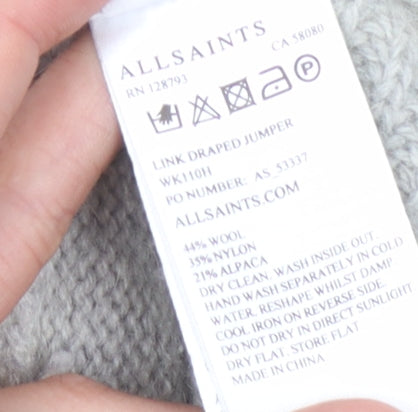 ALLSAINTS
RN 128793 CA 58080
P
LINK DRAPED JUMPER
WK110H
PO NUMBER: AS_53337
ALLSAINTS.COM
44% WOOL
35% NYLON
21% ALPACA
DRY CLEAN. WASH INSIDE OUT.
HAND WASH SEPARATELY IN COLD
WATER. RESHAPE WHILST DAMP
COOL IRON ON REVERSE SIDE.
DO NOT DRY IN DIRECT SUNLIGHT
DRY FLAT. STORE FLAT
MADE IN CHINA